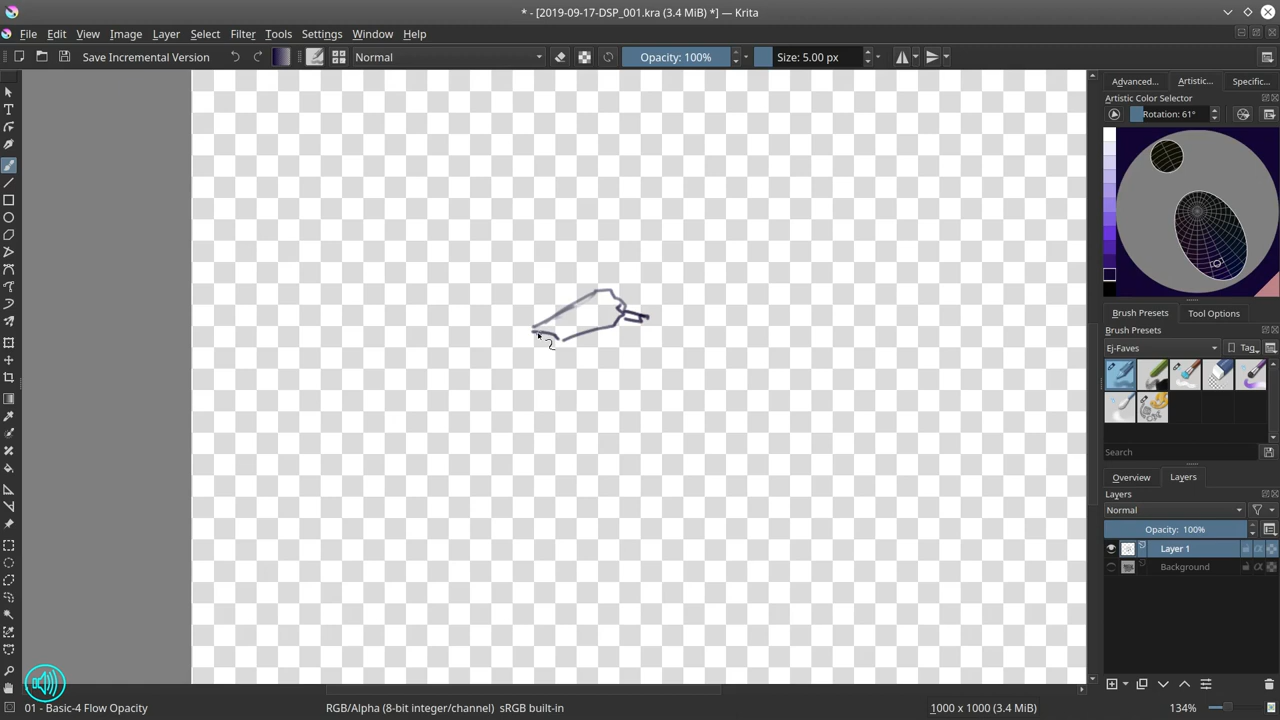 * - [2019-09-17-DSP_001.kra (3.4 MiB) *] — Krita
File Edit View Image Layer Select Filter Tools Settings Window Help
Save Incremental Version Normal Opacity: 100% Size: 5.00 px
Advanced... Artistic... Specific...
Artistic Color Selector
Rotation: 61°
Brush Presets Tool Options
Brush Presets
Ej-Faves Tag
Search
Overview Layers
Layers
Normal
Opacity: 100%
Layer 1
Background
01 - Basic-4 Flow Opacity RGB/Alpha (8-bit integer/channel) sRGB built-in 1000 x 1000 (3.4 MiB) 134%